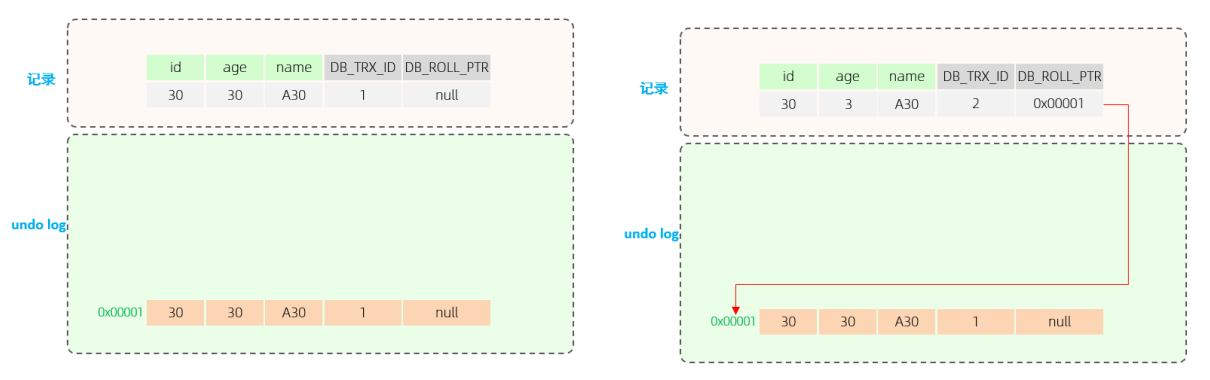 记录
id age name DB_TRX_ID DB_ROLL_PTR
30 30 A30 1 null
undo log
0x00001 30 30 A30 1 null
记录
id age name DB_TRX_ID DB_ROLL_PTR
30 3 A30 2 0x00001
undo log
0x00001 30 30 A30 1 null